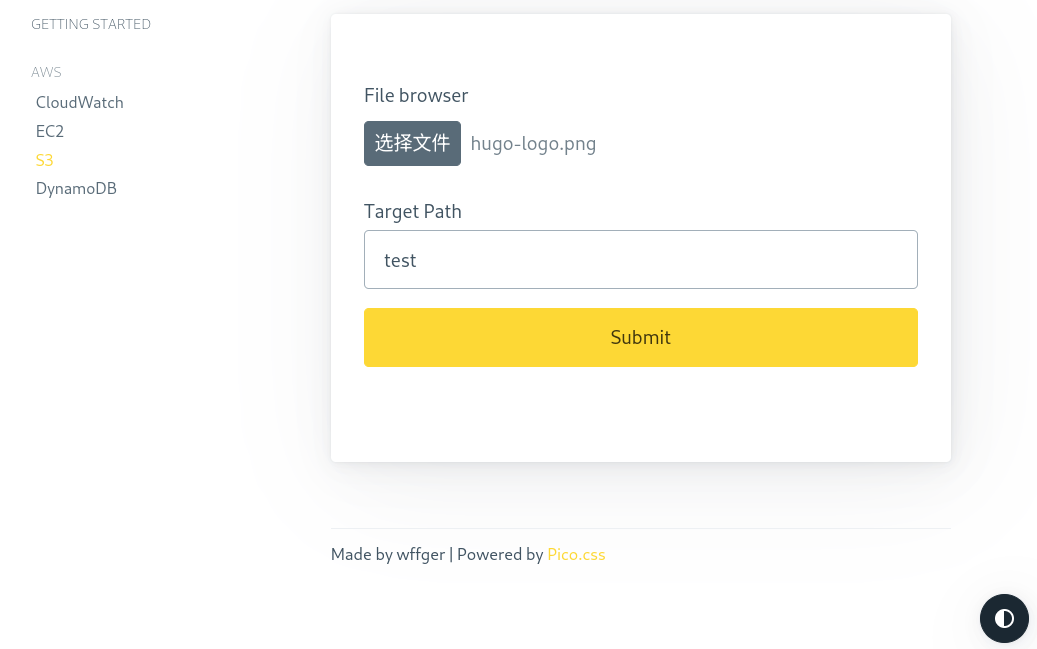 GETTING STARTED
AWS
CloudWatch
EC2
S3
DynamoDB
File browser
选择文件 hugo-logo.png
Target Path
test
Submit
Made by wffger | Powered by Pico.css